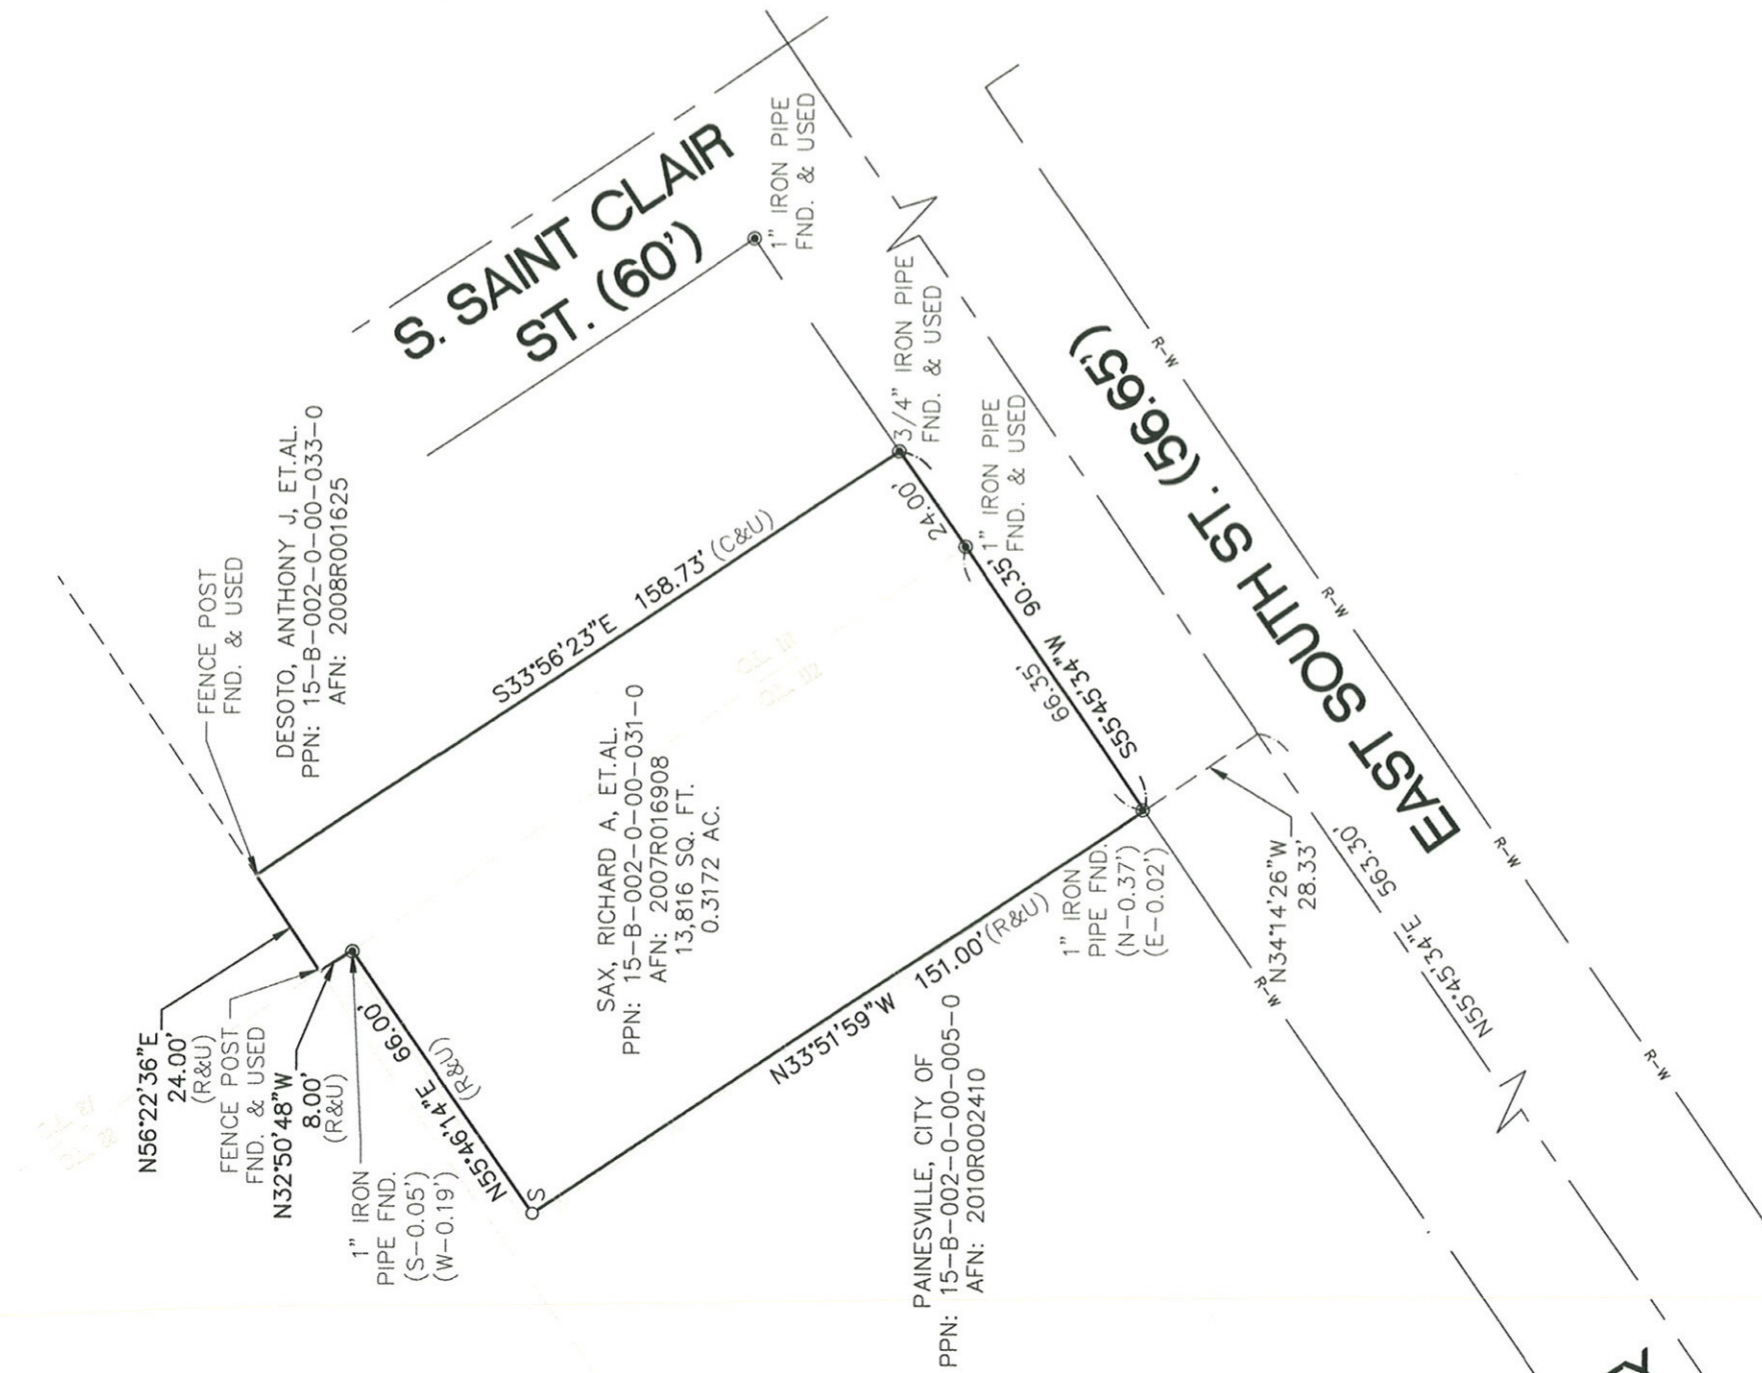 S. SAINT CLAIR
ST. (60')
1" IRON PIPE
FND. & USED
3/4" IRON PIPE
FND. & USED
1" IRON PIPE
FND. & USED
EAST SOUTH ST. (56.65')
R-W
R-W
R-W
R-W
R-W
FENCE POST
FND. & USED
DESOTO, ANTHONY J, ET.AL.
PPN: 15-B-002-0-00-033-0
AFN: 2008R001625
S33°56'23"E 158.73' (C&U)
24.00'
66.35'
S55°45'34"W 90.35'
SAX, RICHARD A, ET.AL.
PPN: 15-B-002-0-00-031-0
AFN: 2007R016908
13,816 SQ. FT.
0.3172 AC.
N56°22'36"E
24.00'
(R&U)
FENCE POST
FND. & USED
N32°50'48"W
8.00'
(R&U)
1" IRON
PIPE FND.
(S-0.05')
(W-0.19')
N55°46'14"E 66.00'
(R&U)
S
N33°51'59"W 151.00' (R&U)
1" IRON
PIPE FND.
(N-0.37')
(E-0.02')
N34°14'26"W
28.33'
N55°45'34"E 563.30'
PAINESVILLE, CITY OF
PPN: 15-B-002-0-00-005-0
AFN: 2010R002410